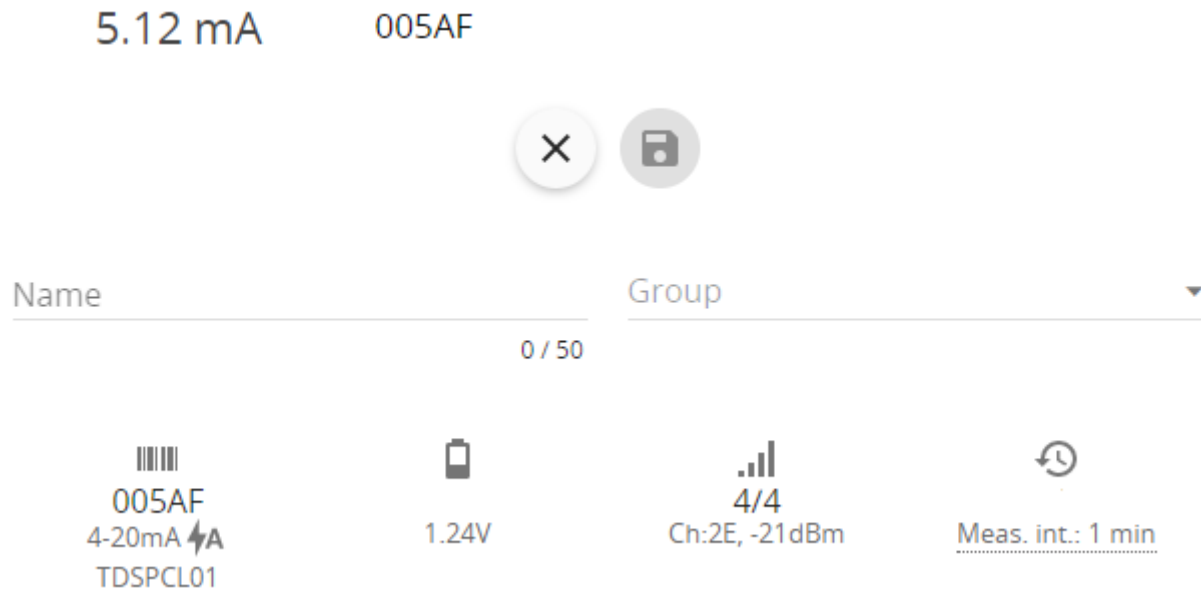 5.12 mA 005AF
Name Group
0 / 50
005AF 4/4
4-20mA A 1.24V Ch:2E, -21dBm Meas. int.: 1 min
TDSPCL01